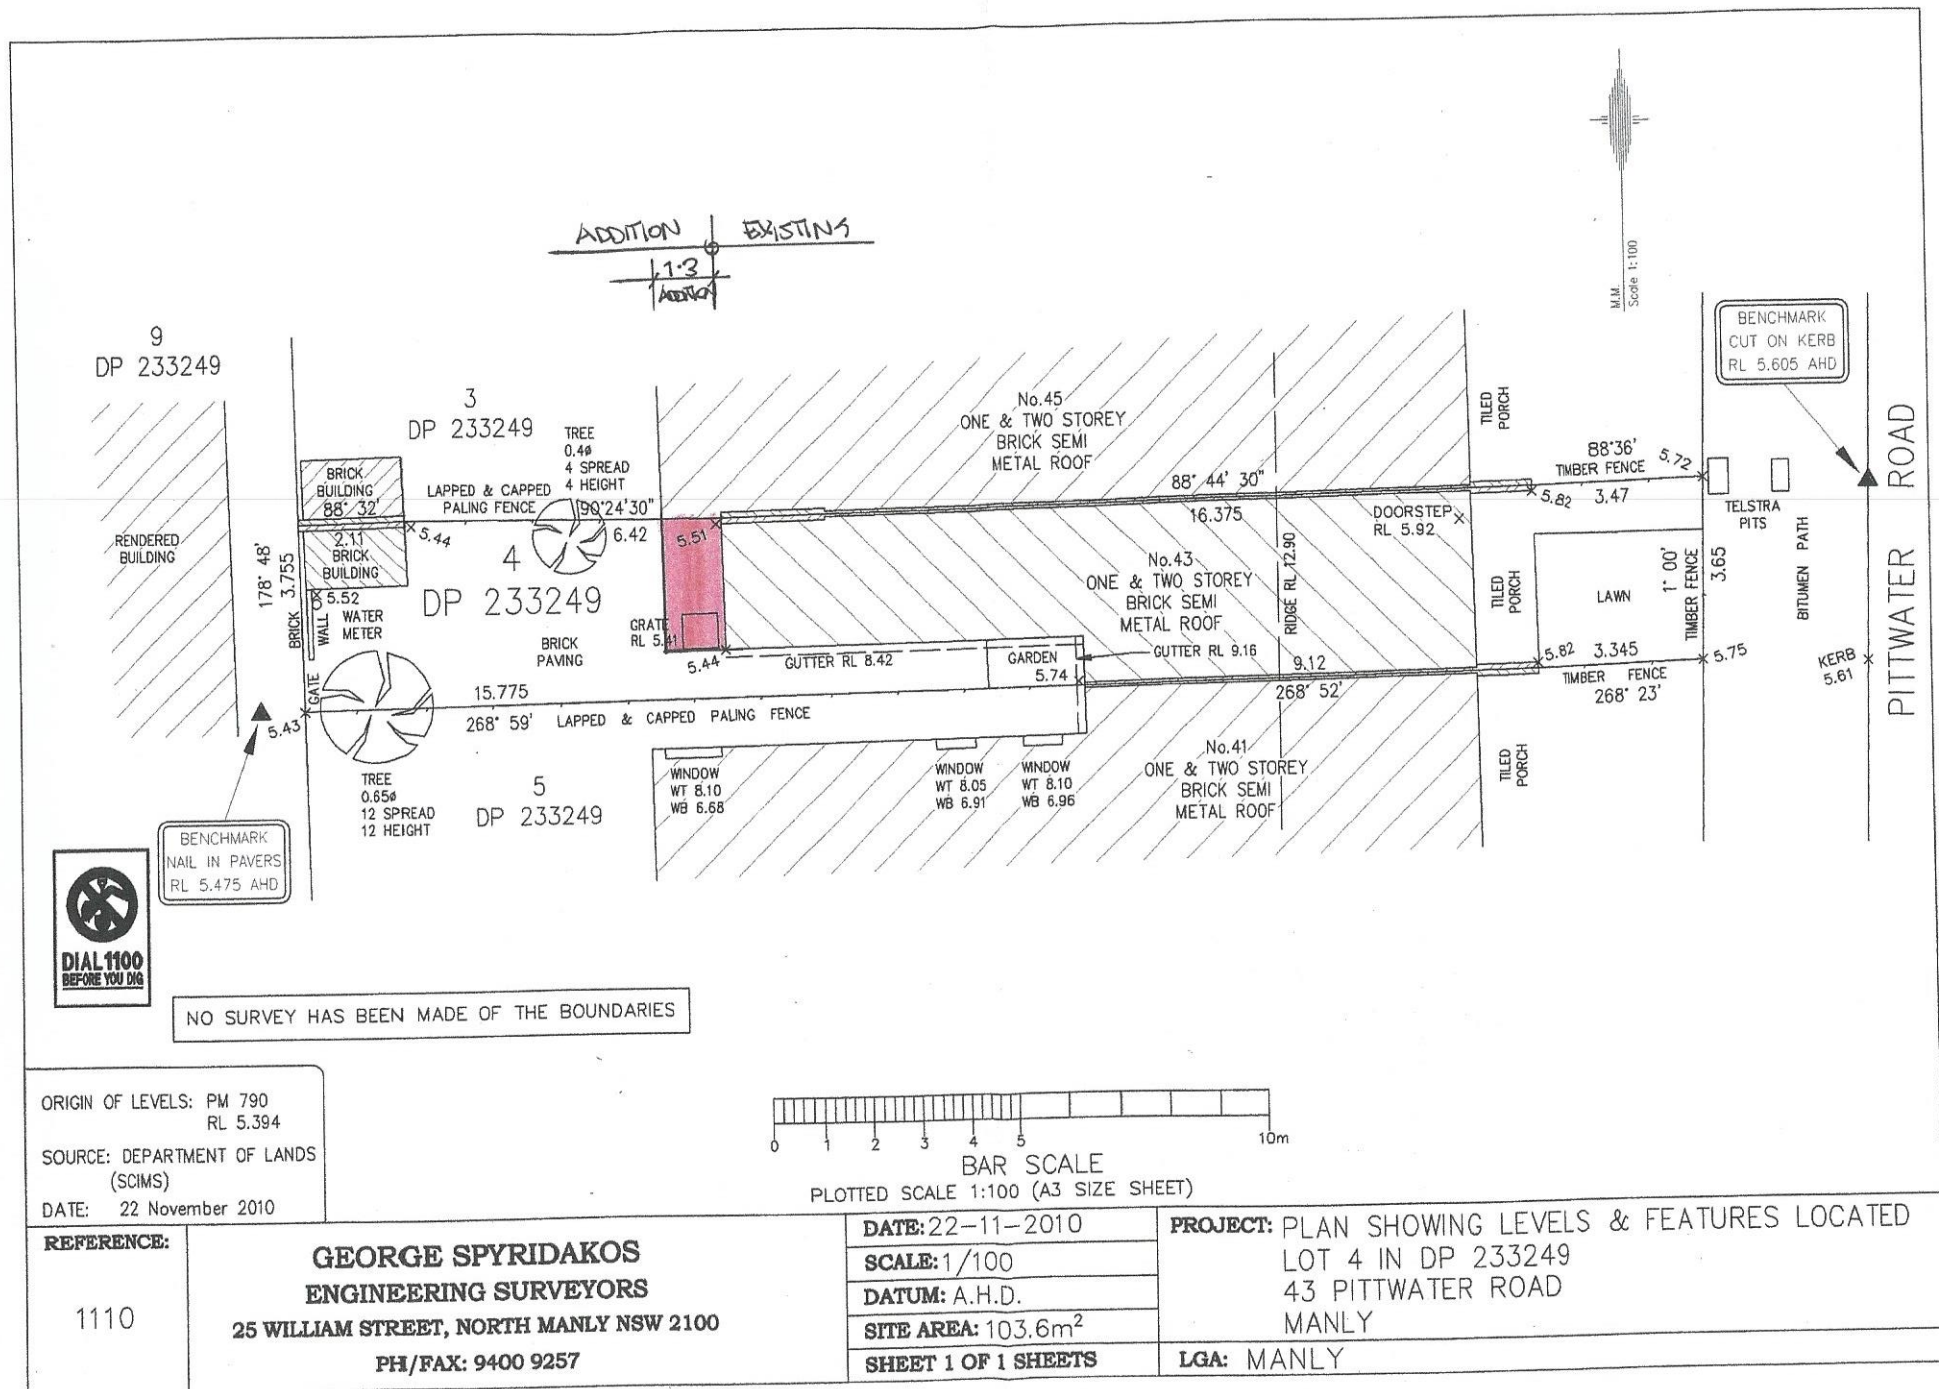 ADDITION
EXISTING
1.3
ADDITION
M.M.
Scale 1:100
BENCHMARK
CUT ON KERB
RL 5.605 AHD
PITTWATER ROAD
9
DP 233249
3
DP 233249
TREE
0.4ø
4 SPREAD
4 HEIGHT
No.45
ONE & TWO STOREY
BRICK SEMI
METAL ROOF
TILED
PORCH
88°36'
TIMBER FENCE
5.72
5.82
3.47
TELSTRA
PITS
BRICK
BUILDING
88° 32'
LAPPED & CAPPED
PALING FENCE
90°24'30"
6.42
88° 44' 30"
16.375
DOORSTEP
RL 5.92
RENDERED
BUILDING
2.11
BRICK
BUILDING
5.44
4
DP 233249
5.51
178° 48'
3.755
BRICK
WALL
GATE
5.52
WATER
METER
BRICK
PAVING
GRATE
RL 5.41
5.44
No.43
ONE & TWO STOREY
BRICK SEMI
METAL ROOF
RIDGE RL 12.90
TILED
PORCH
LAWN
1° 00'
TIMBER FENCE
3.65
BITUMEN PATH
GUTTER RL 8.42
GARDEN
5.74
GUTTER RL 9.16
9.12
268° 52'
5.82
3.345
5.75
TIMBER FENCE
268° 23'
KERB
5.61
5.43
15.775
268° 59'
LAPPED & CAPPED PALING FENCE
TREE
0.65ø
12 SPREAD
12 HEIGHT
5
DP 233249
WINDOW
WT 8.10
WB 6.68
WINDOW
WT 8.05
WB 6.91
WINDOW
WT 8.10
WB 6.96
No.41
ONE & TWO STOREY
BRICK SEMI
METAL ROOF
TILED
PORCH
BENCHMARK
NAIL IN PAVERS
RL 5.475 AHD
DIAL 1100
BEFORE YOU DIG
NO SURVEY HAS BEEN MADE OF THE BOUNDARIES
ORIGIN OF LEVELS: PM 790
RL 5.394
SOURCE: DEPARTMENT OF LANDS
(SCIMS)
DATE: 22 November 2010
0 1 2 3 4 5 10m
BAR SCALE
PLOTTED SCALE 1:100 (A3 SIZE SHEET)
REFERENCE:
1110
GEORGE SPYRIDAKOS
ENGINEERING SURVEYORS
25 WILLIAM STREET, NORTH MANLY NSW 2100
PH/FAX: 9400 9257
DATE: 22-11-2010
SCALE: 1/100
DATUM: A.H.D.
SITE AREA: 103.6m²
SHEET 1 OF 1 SHEETS
PROJECT: PLAN SHOWING LEVELS & FEATURES LOCATED
LOT 4 IN DP 233249
43 PITTWATER ROAD
MANLY
LGA: MANLY